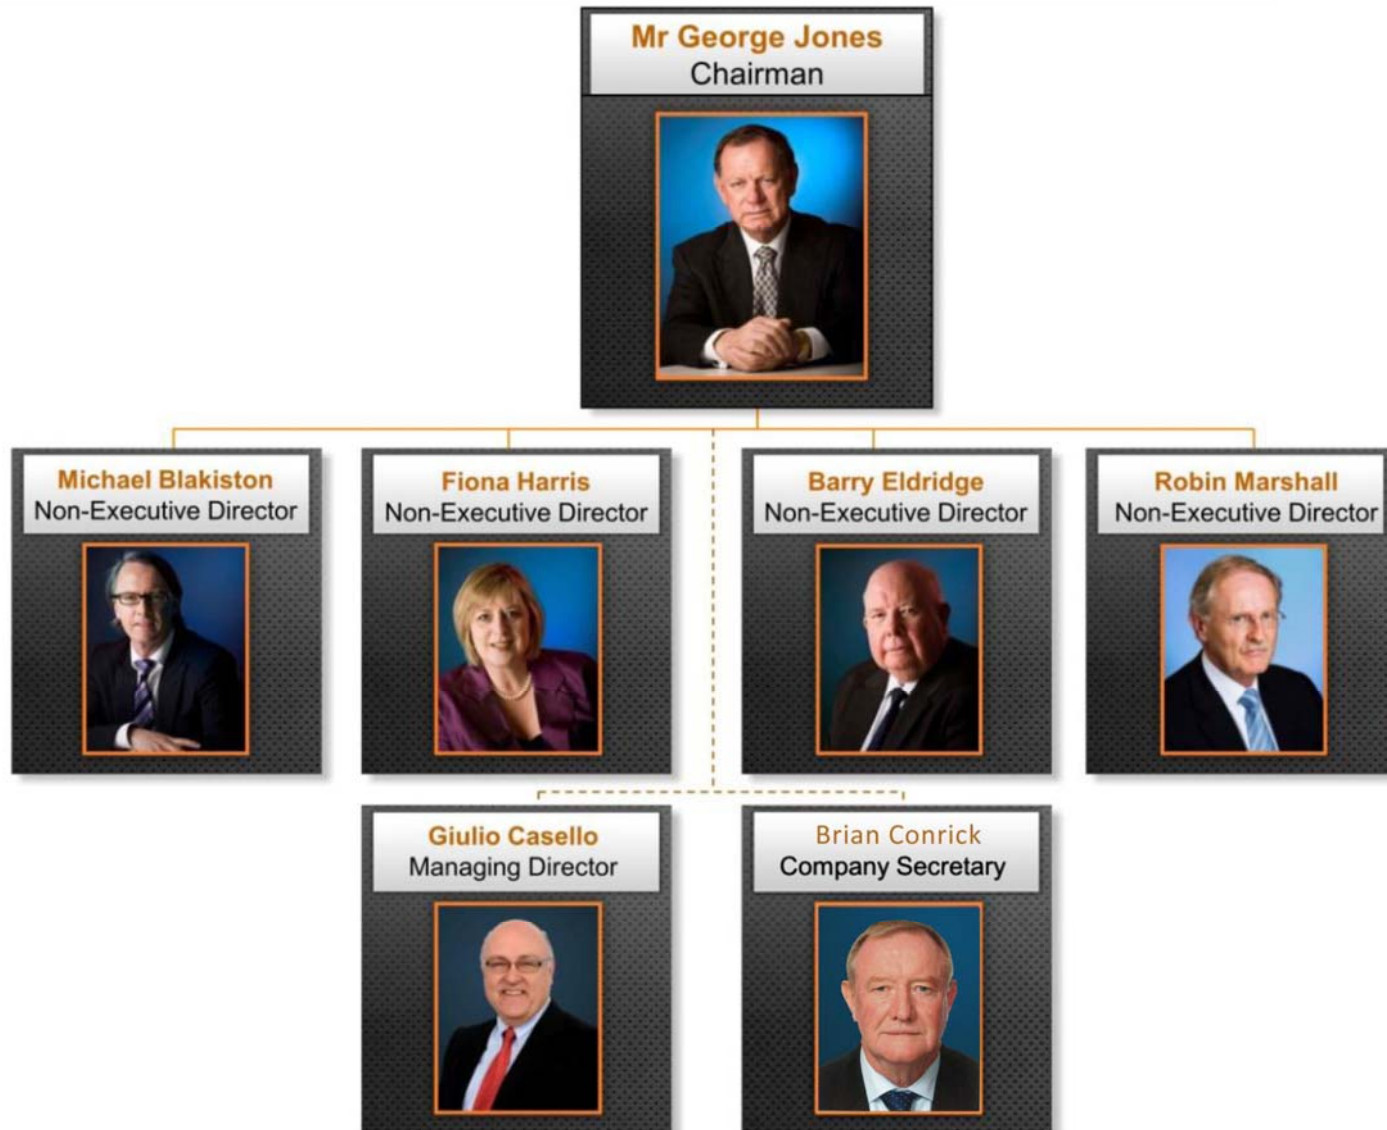 Mr George Jones
Chairman
Michael Blakiston
Non-Executive Director
Fiona Harris
Non-Executive Director
Barry Eldridge
Non-Executive Director
Robin Marshall
Non-Executive Director
Giulio Casello
Managing Director
Brian Conrick
Company Secretary